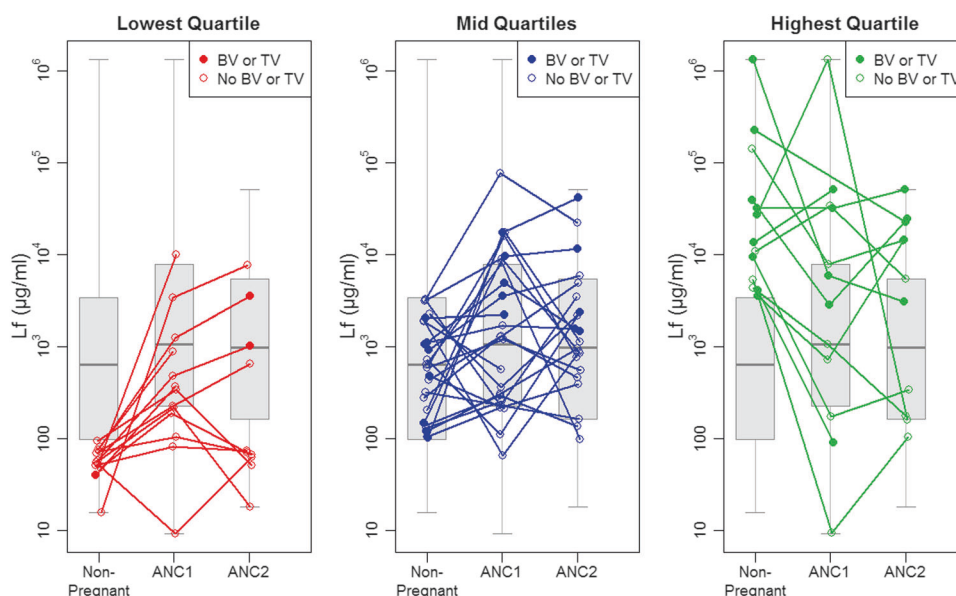 Lowest Quartile
BV or TV
No BV or TV
Lf (µg/ml)
10⁶
10⁵
10⁴
10³
100
10
Non-
Pregnant
ANC1
ANC2
Mid Quartiles
BV or TV
No BV or TV
Lf (µg/ml)
10⁶
10⁵
10⁴
10³
100
10
Non-
Pregnant
ANC1
ANC2
Highest Quartile
BV or TV
No BV or TV
Lf (µg/ml)
10⁶
10⁵
10⁴
10³
100
10
Non-
Pregnant
ANC1
ANC2